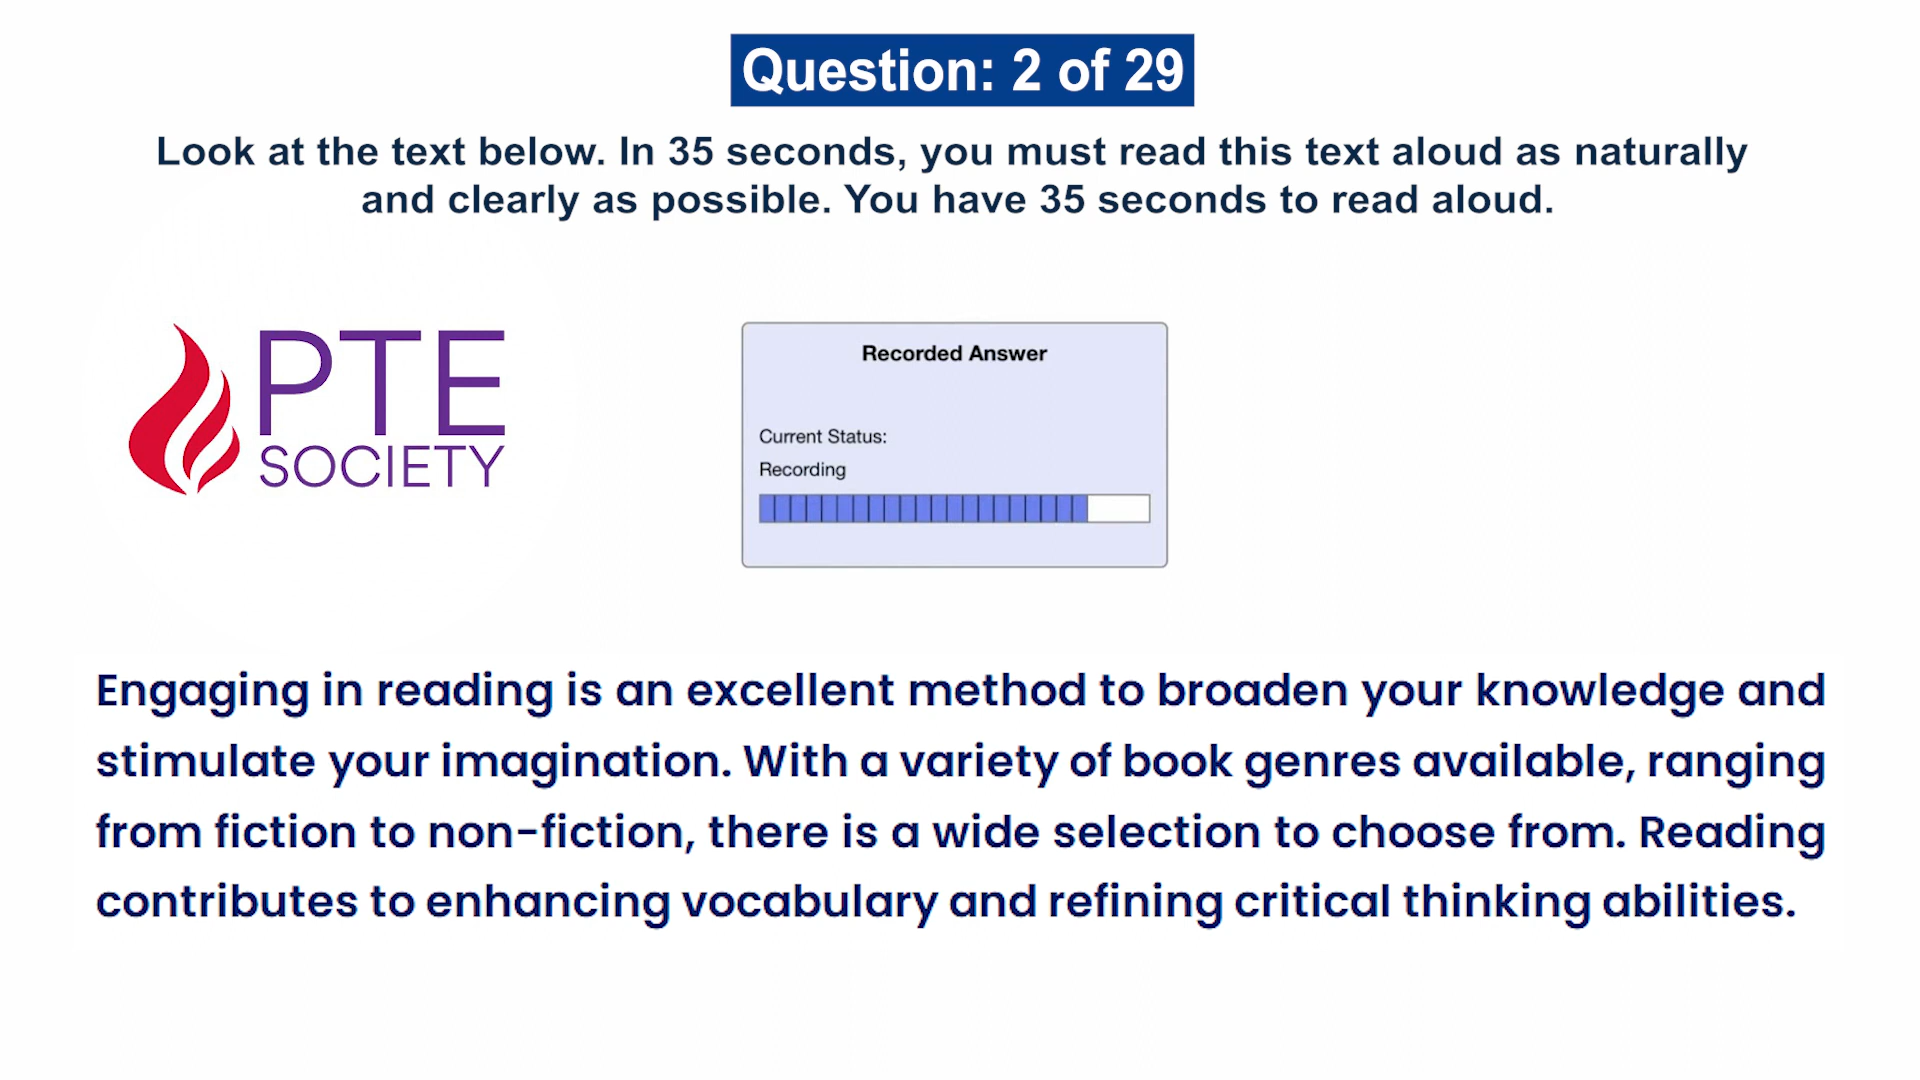 Question: 2 of 29
Look at the text below. In 35 seconds, you must read this text aloud as naturally
and clearly as possible. You have 35 seconds to read aloud.
PTE
SOCIETY
Recorded Answer
Current Status:
Recording
Engaging in reading is an excellent method to broaden your knowledge and
stimulate your imagination. With a variety of book genres available, ranging
from fiction to non-fiction, there is a wide selection to choose from. Reading
contributes to enhancing vocabulary and refining critical thinking abilities.